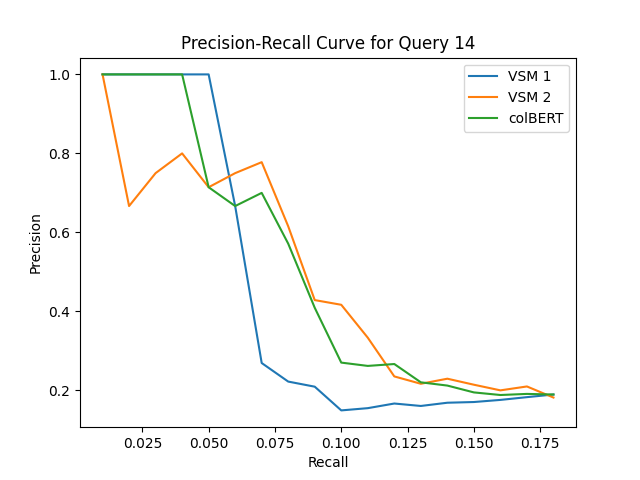 Precision-Recall Curve for Query 14
VSM 1
VSM 2
colBERT
1.0
0.8
0.6
0.4
0.2
Precision
0.025 0.050 0.075 0.100 0.125 0.150 0.175
Recall